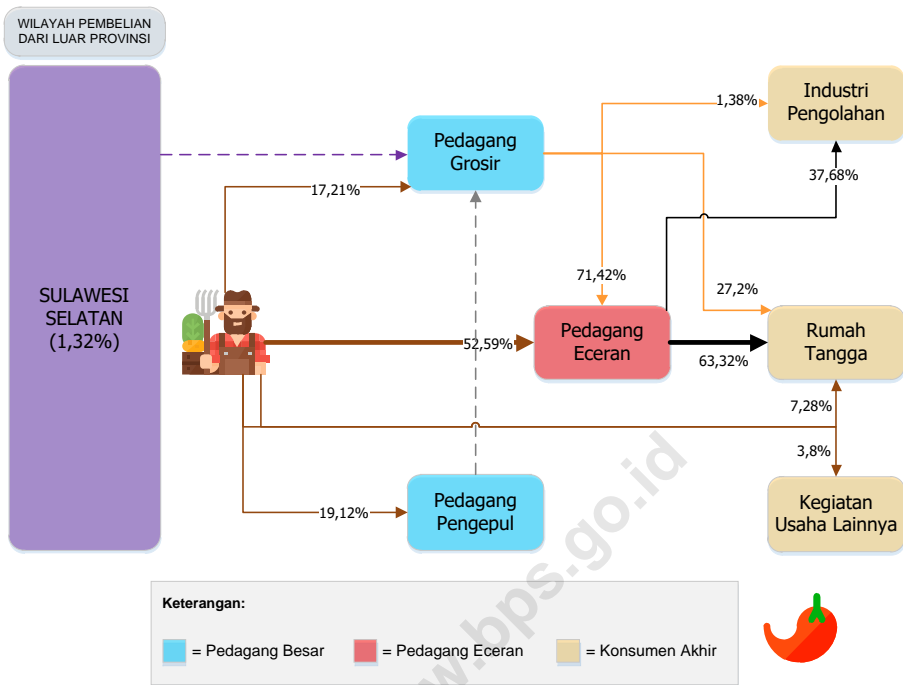 WILAYAH PEMBELIAN
DARI LUAR PROVINSI
SULAWESI
SELATAN
(1,32%)
Pedagang
Grosir
Industri
Pengolahan
1,38%
17,21%
37,68%
71,42%
27,2%
52,59%
Pedagang
Eceran
63,32%
Rumah
Tangga
7,28%
3,8%
19,12%
Pedagang
Pengepul
Kegiatan
Usaha Lainnya
Keterangan:
= Pedagang Besar
= Pedagang Eceran
= Konsumen Akhir
www.bps.go.id